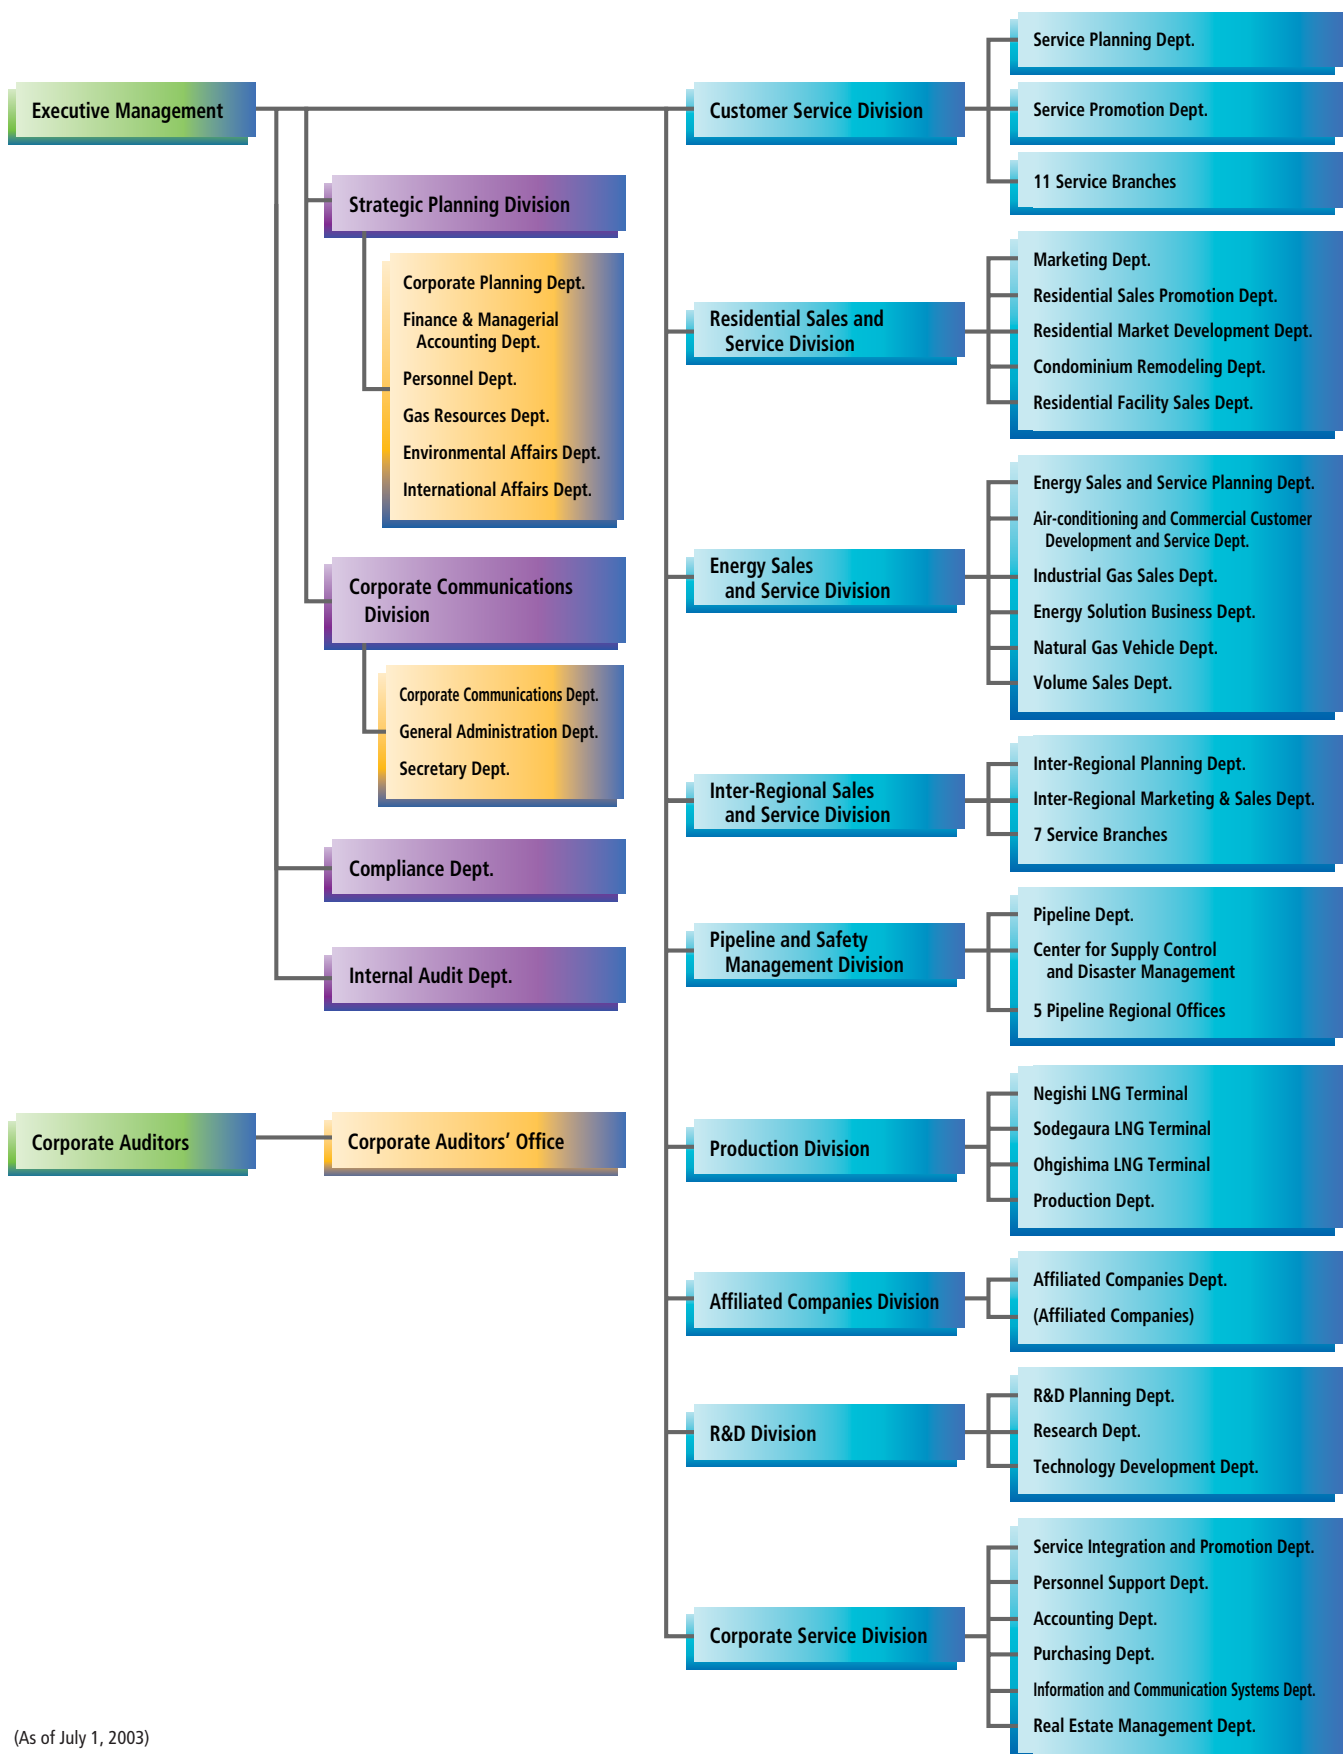 Executive Management
Strategic Planning Division
Corporate Planning Dept.
Finance & Managerial
Accounting Dept.
Personnel Dept.
Gas Resources Dept.
Environmental Affairs Dept.
International Affairs Dept.
Corporate Communications
Division
Corporate Communications Dept.
General Administration Dept.
Secretary Dept.
Compliance Dept.
Internal Audit Dept.
Corporate Auditors
Corporate Auditors' Office
Customer Service Division
Service Planning Dept.
Service Promotion Dept.
11 Service Branches
Residential Sales and
Service Division
Marketing Dept.
Residential Sales Promotion Dept.
Residential Market Development Dept.
Condominium Remodeling Dept.
Residential Facility Sales Dept.
Energy Sales
and Service Division
Energy Sales and Service Planning Dept.
Air-conditioning and Commercial Customer
Development and Service Dept.
Industrial Gas Sales Dept.
Energy Solution Business Dept.
Natural Gas Vehicle Dept.
Volume Sales Dept.
Inter-Regional Sales
and Service Division
Inter-Regional Planning Dept.
Inter-Regional Marketing & Sales Dept.
7 Service Branches
Pipeline and Safety
Management Division
Pipeline Dept.
Center for Supply Control
and Disaster Management
5 Pipeline Regional Offices
Production Division
Negishi LNG Terminal
Sodegaura LNG Terminal
Ohgishima LNG Terminal
Production Dept.
Affiliated Companies Division
Affiliated Companies Dept.
(Affiliated Companies)
R&D Division
R&D Planning Dept.
Research Dept.
Technology Development Dept.
Corporate Service Division
Service Integration and Promotion Dept.
Personnel Support Dept.
Accounting Dept.
Purchasing Dept.
Information and Communication Systems Dept.
Real Estate Management Dept.
(As of July 1, 2003)